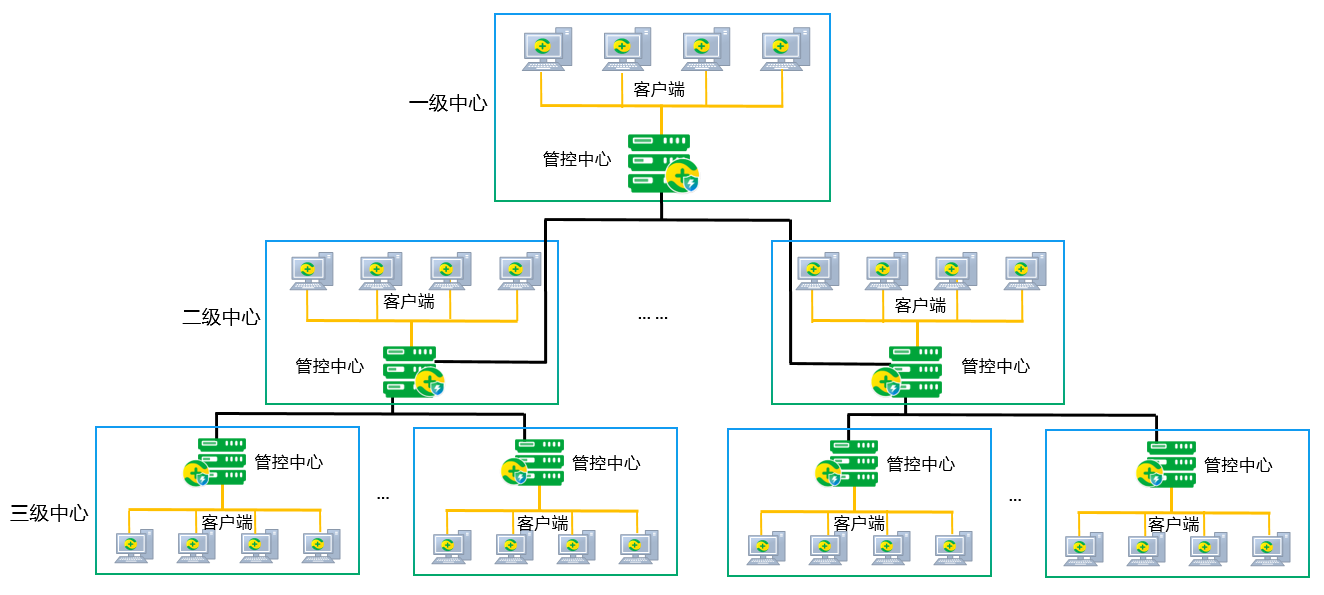 客户端
一级中心
管控中心
客户端
客户端
二级中心
... ...
管控中心
管控中心
管控中心
管控中心
管控中心
管控中心
...
...
三级中心
客户端
客户端
客户端
客户端